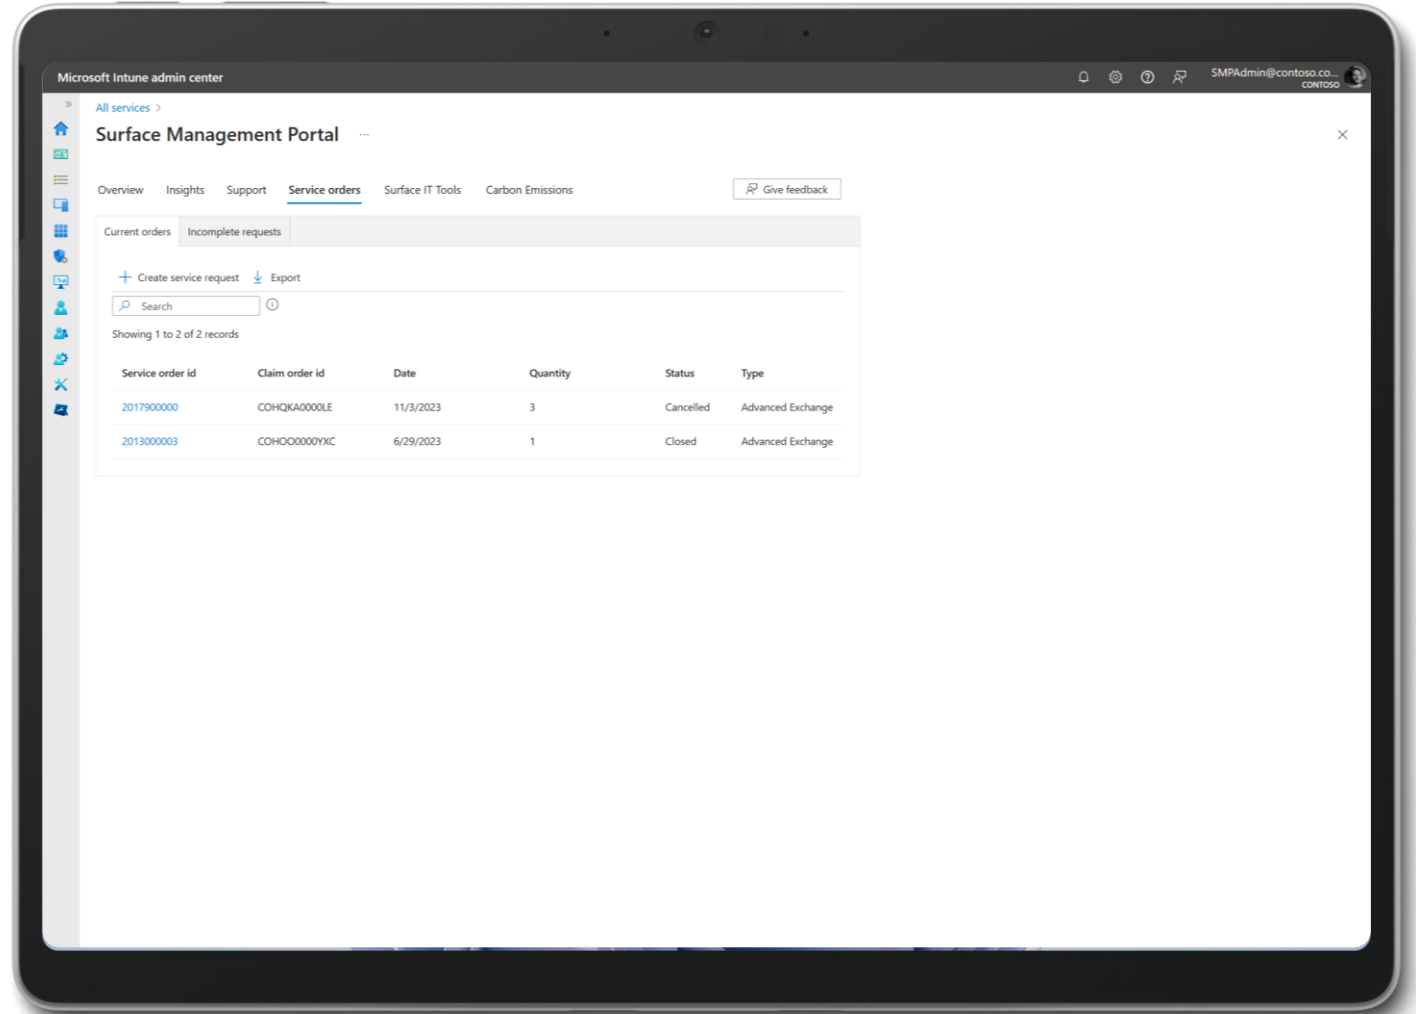 Microsoft Intune admin center
SMPAdmin@contoso.co...
CONTOSO
All services >
Surface Management Portal ...
Overview Insights Support Service orders Surface IT Tools Carbon Emissions Give feedback
Current orders Incomplete requests
Create service request Export
Search
Showing 1 to 2 of 2 records
Service order id Claim order id Date Quantity Status Type
2017900000 COHQKA0000LE 11/3/2023 3 Cancelled Advanced Exchange
2013000003 COHOO0000YXC 6/29/2023 1 Closed Advanced Exchange